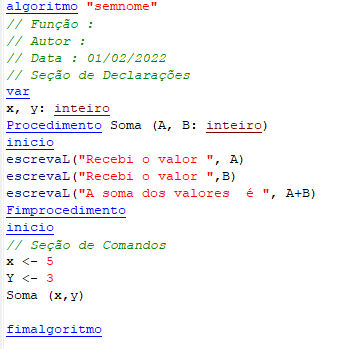 algoritmo "semnome"
// Função :
// Autor :
// Data : 01/02/2022
// Seção de Declarações
var
x, y: inteiro
Procedimento Soma (A, B: inteiro)
inicio
escrevaL("Recebi o valor ", A)
escrevaL("Recebi o valor ",B)
escrevaL("A soma dos valores  é ", A+B)
Fimprocedimento
inicio
// Seção de Comandos
x <- 5
Y <- 3
Soma (x,y)
fimalgoritmo